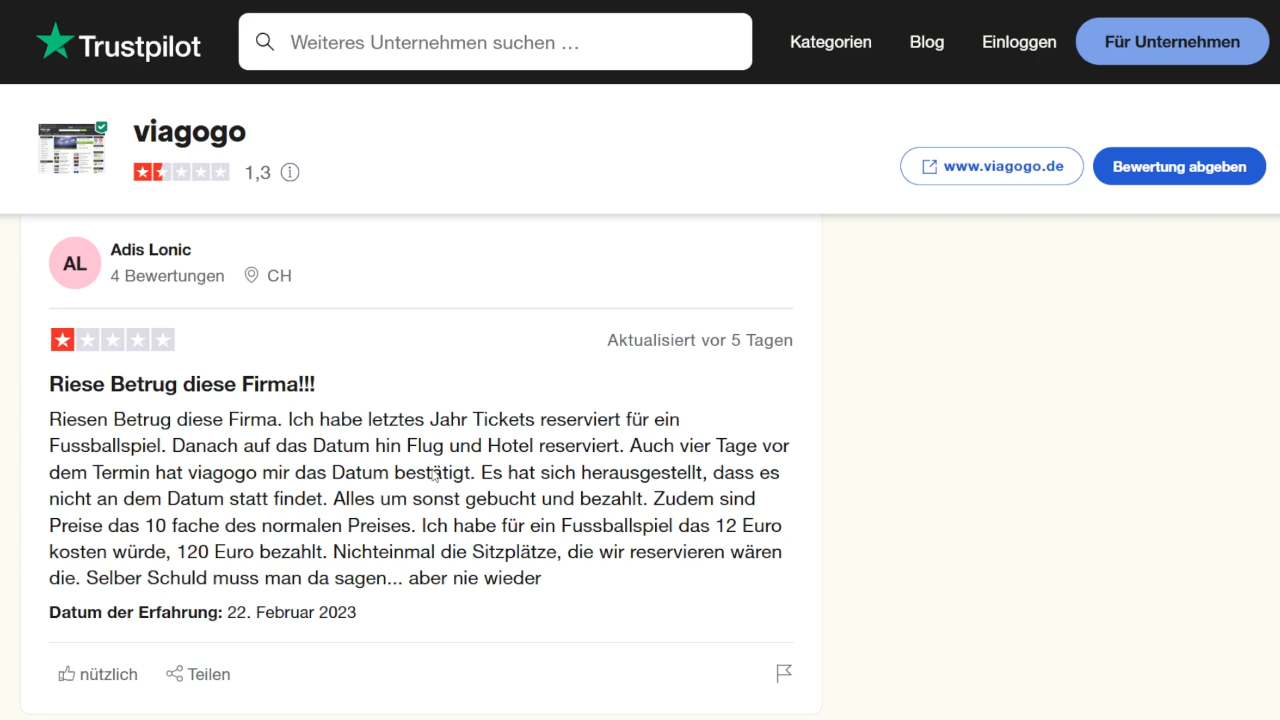 Trustpilot
Weiteres Unternehmen suchen ...
Kategorien
Blog
Einloggen
Für Unternehmen
viagogo
1,3
www.viagogo.de
Bewertung abgeben
AL
Adis Lonic
4 Bewertungen
CH
Aktualisiert vor 5 Tagen
Riese Betrug diese Firma!!!
Riesen Betrug diese Firma. Ich habe letztes Jahr Tickets reserviert für ein
Fussballspiel. Danach auf das Datum hin Flug und Hotel reserviert. Auch vier Tage vor
dem Termin hat viagogo mir das Datum bestätigt. Es hat sich herausgestellt, dass es
nicht an dem Datum statt findet. Alles um sonst gebucht und bezahlt. Zudem sind
Preise das 10 fache des normalen Preises. Ich habe für ein Fussballspiel das 12 Euro
kosten würde, 120 Euro bezahlt. Nichteinmal die Sitzplätze, die wir reservieren wären
die. Selber Schuld muss man da sagen... aber nie wieder
Datum der Erfahrung: 22. Februar 2023
nützlich
Teilen